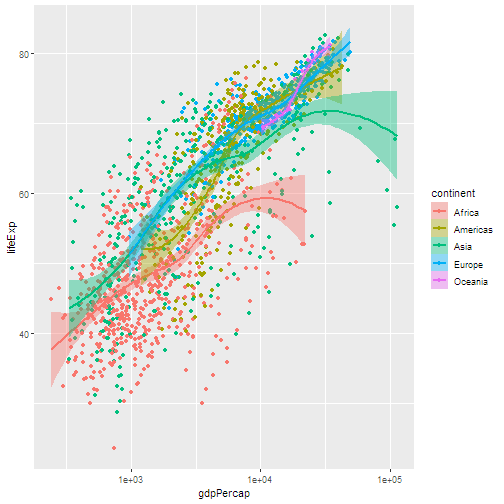 80
60
40
lifeExp
1e+03
1e+04
1e+05
gdpPercap
continent
Africa
Americas
Asia
Europe
Oceania